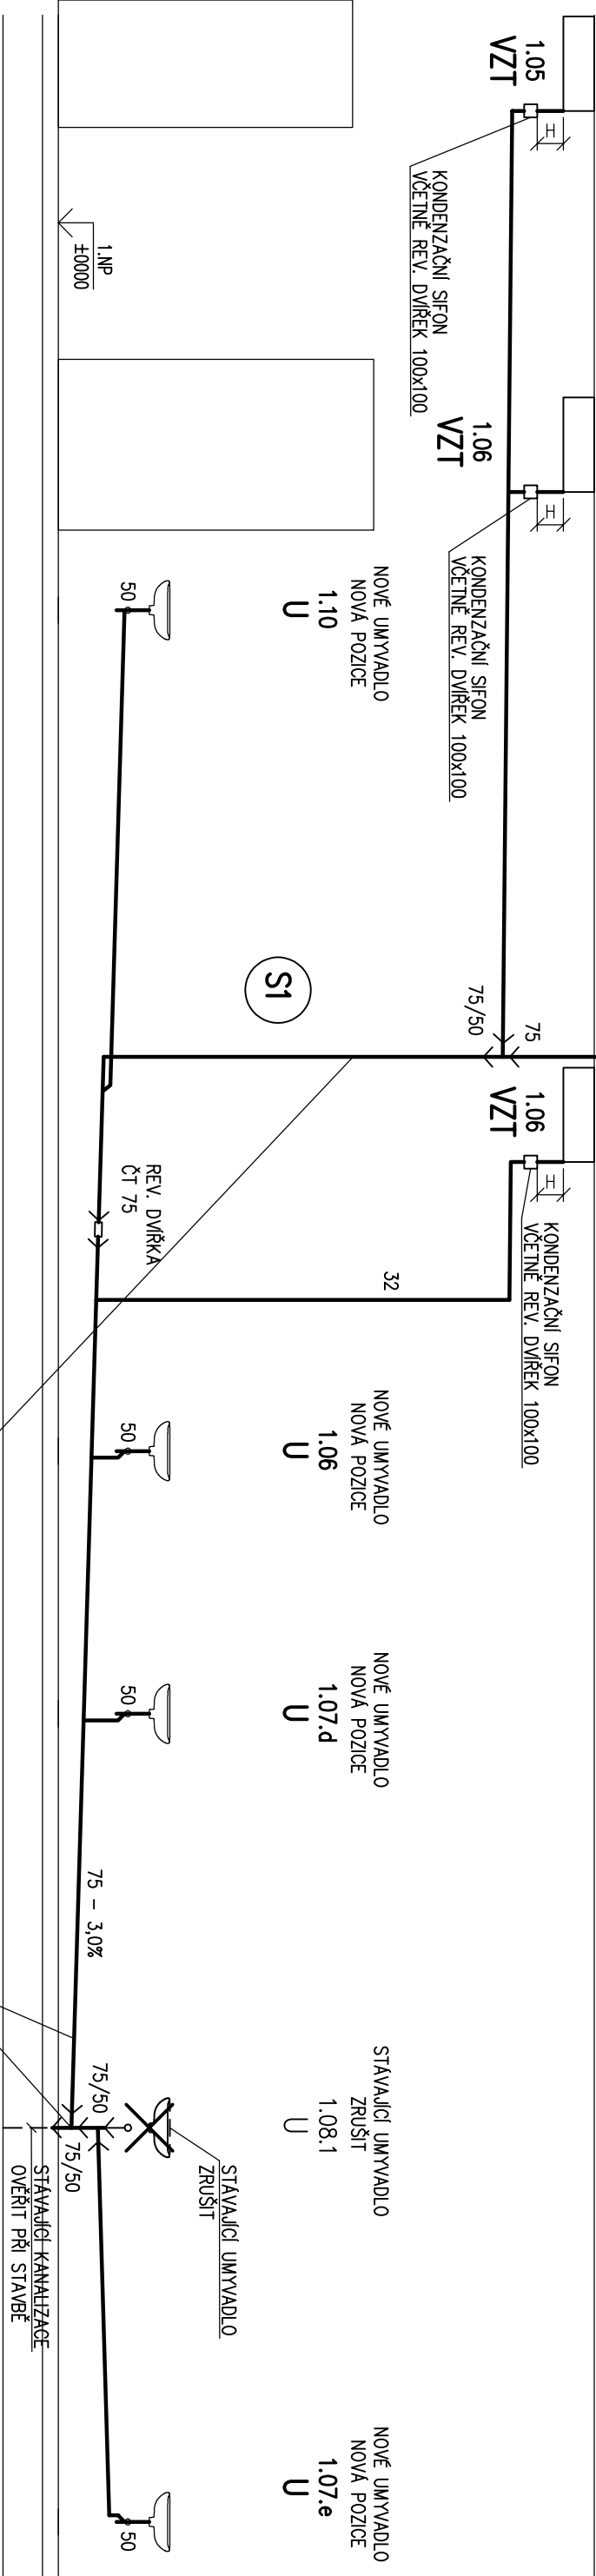 1.05
VZT
H
KONDENZAČNÍ SIFON
VČETNĚ REV. DVÍŘEK 100x100
1.NP
±0000
1.06
VZT
H
KONDENZAČNÍ SIFON
VČETNĚ REV. DVÍŘEK 100x100
NOVÉ UMYVADLO
NOVÁ POZICE
1.10
U
50
S1
75/50
75
1.06
VZT
H
KONDENZAČNÍ SIFON
VČETNĚ REV. DVÍŘEK 100x100
REV. DVÍŘKA
ČT 75
32
NOVÉ UMYVADLO
NOVÁ POZICE
1.06
U
50
NOVÉ UMYVADLO
NOVÁ POZICE
1.07.d
U
50
75 - 3,0%
STÁVAJÍCÍ UMYVADLO
ZRUŠIT
1.08.1
U
75/50
75/50
STÁVAJÍCÍ UMYVADLO
ZRUŠIT
STÁVAJÍCÍ KANALIZACE
OVĚŘIT PŘI STAVBĚ
NOVÉ UMYVADLO
NOVÁ POZICE
1.07.e
U
50